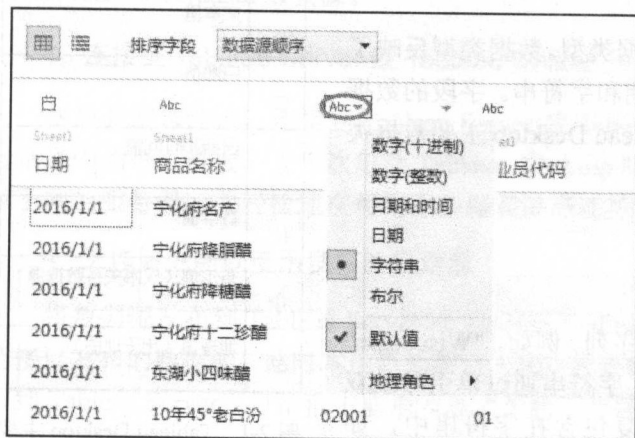 排序字段 数据源顺序
Abc Abc Abc
Sheet1 Sheet1 et1
日期 商品名称 业员代码
数字(十进制)
数字(整数)
2016/1/1 宁化府名产 日期和时间
日期
2016/1/1 宁化府降脂醋 字符串
2016/1/1 宁化府降糖醋 布尔
2016/1/1 宁化府十二珍醋 默认值
2016/1/1 东湖小四味醋 地理角色
2016/1/1 10年45°老白汾 02001 01